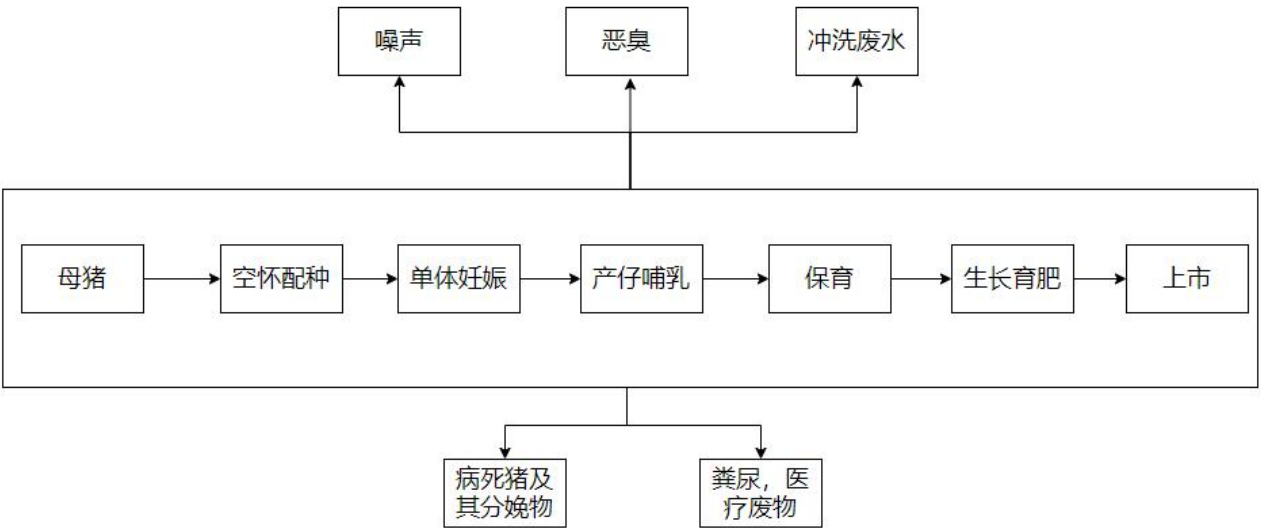 噪声
恶臭
冲洗废水
母猪
空怀配种
单体妊娠
产仔哺乳
保育
生长育肥
上市
病死猪及
其分娩物
粪尿，医
疗废物